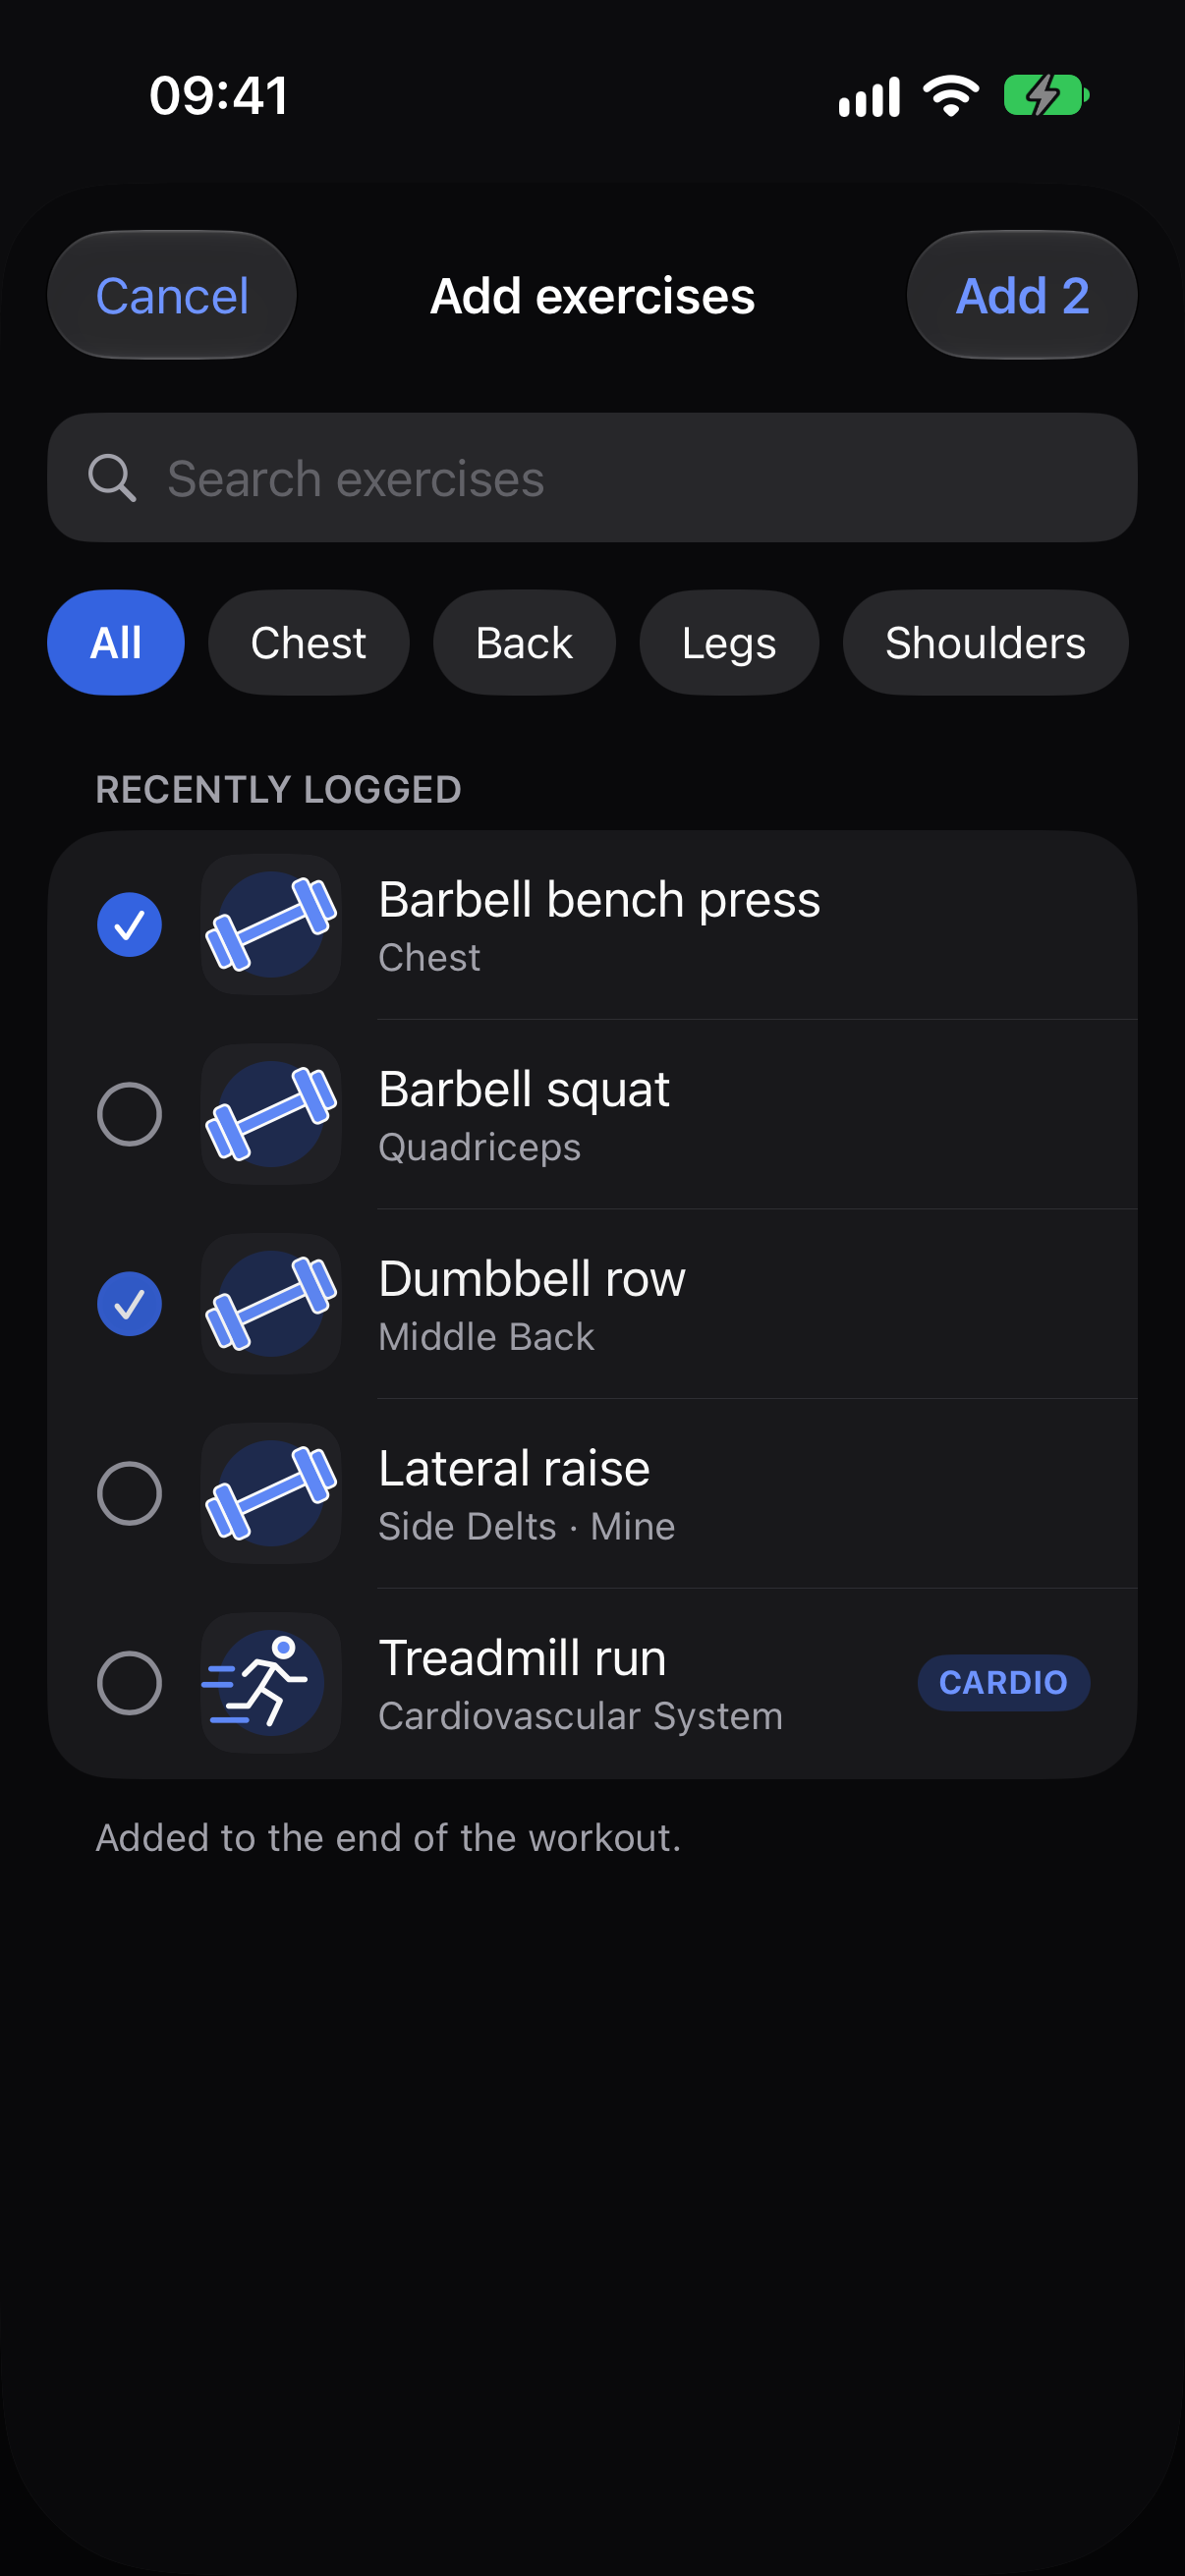 09:41
Cancel
Add exercises
Add 2
Search exercises
All
Chest
Back
Legs
Shoulders
RECENTLY LOGGED
Barbell bench press
Chest
Barbell squat
Quadriceps
Dumbbell row
Middle Back
Lateral raise
Side Delts · Mine
Treadmill run
Cardiovascular System
CARDIO
Added to the end of the workout.